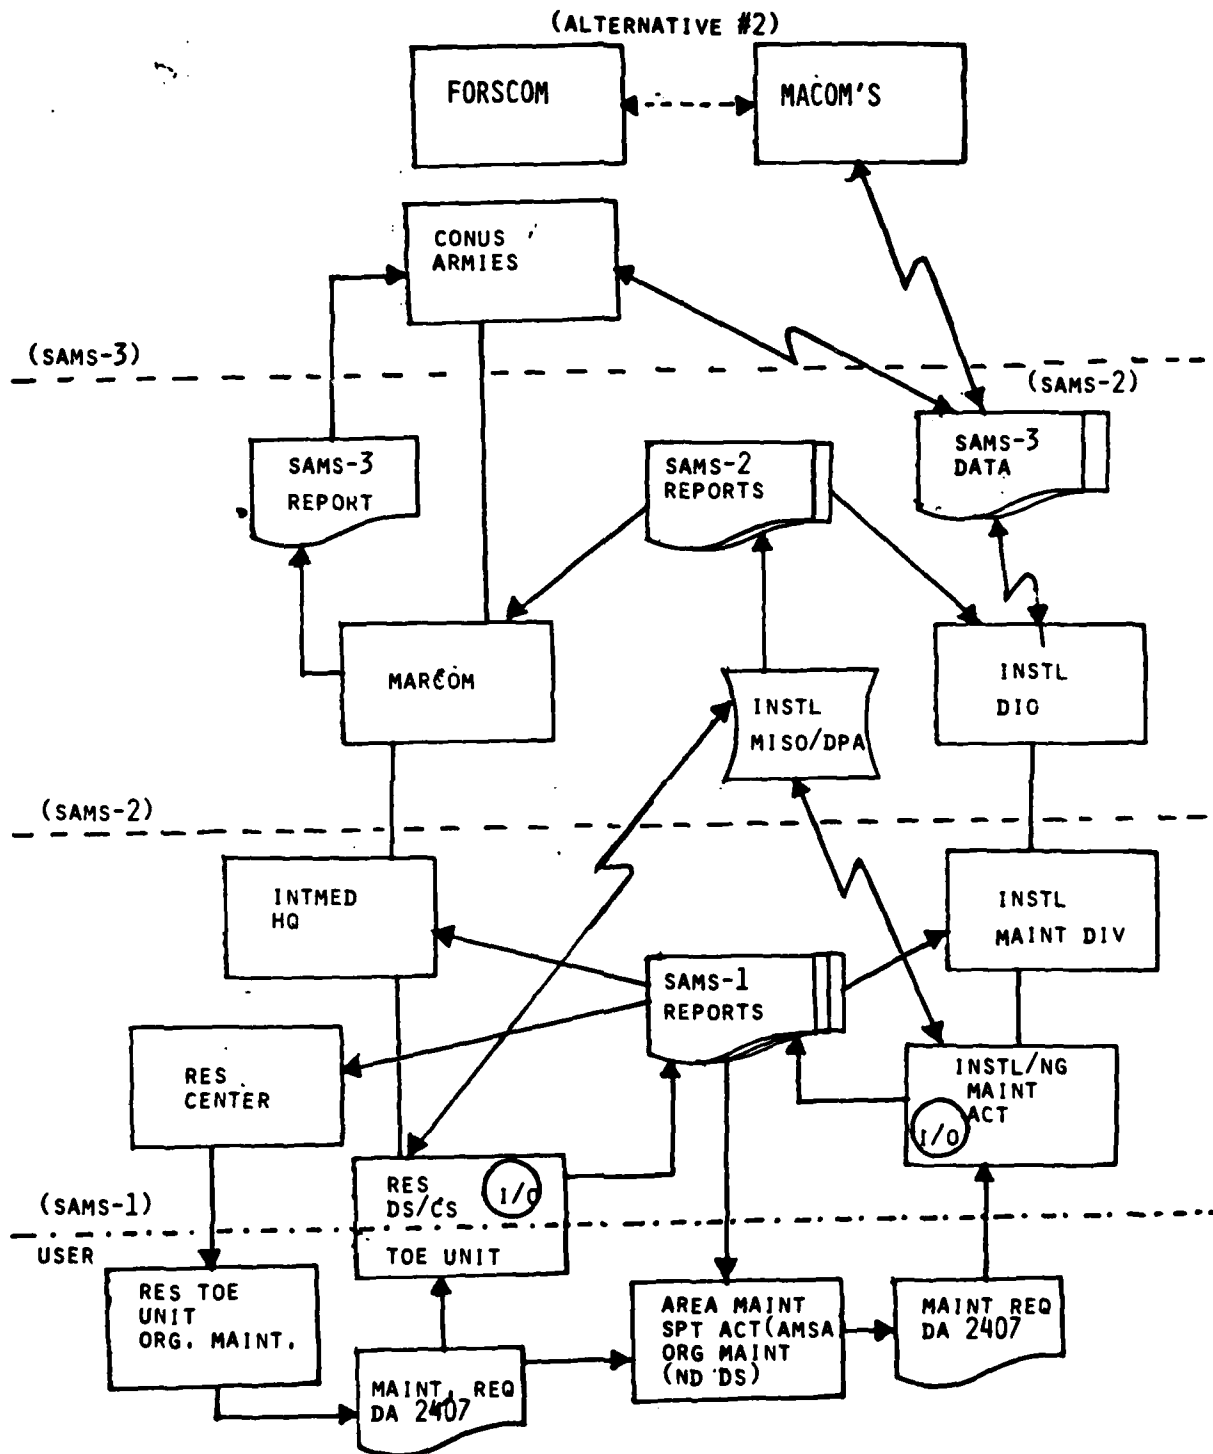 (ALTERNATIVE #2)
FORSCOM
MACOM'S
CONUS
ARMIES
(SAMS-3)
(SAMS-2)
SAMS-3
REPORT
SAMS-2
REPORTS
SAMS-3
DATA
MARCOM
INSTL
MISO/DPA
INSTL
DIO
(SAMS-2)
INTMED
HQ
INSTL
MAINT DIV
SAMS-1
REPORTS
RES
CENTER
INSTL/NG
MAINT
ACT
I/O
RES
DS/CS
I/O
(SAMS-1)
USER
TOE UNIT
RES TOE
UNIT
ORG. MAINT.
AREA MAINT
SPT ACT(AMSA
ORG MAINT
(ND DS)
MAINT REQ
DA 2407
MAINT, REQ
DA 2407